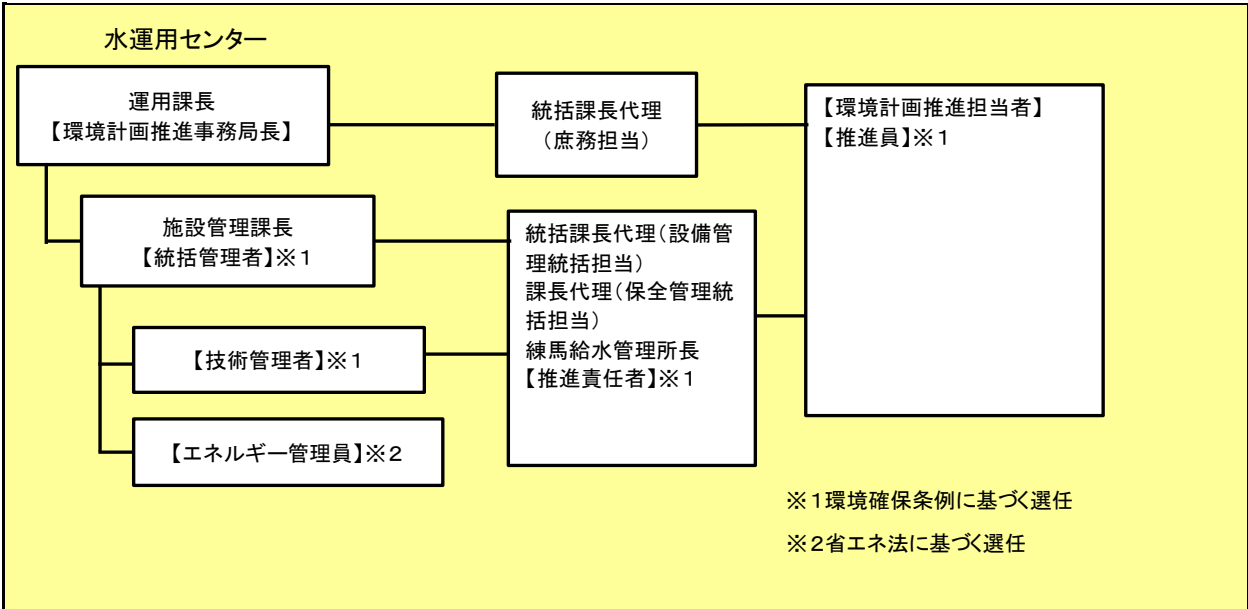 水運用センター
運用課長
【環境計画推進事務局長】
統括課長代理
（庶務担当）
【環境計画推進担当者】
【推進員】※１
施設管理課長
【統括管理者】※１
統括課長代理（設備管
理統括担当）
課長代理（保全管理統
括担当）
練馬給水管理所長
【推進責任者】※１
【技術管理者】※１
【エネルギー管理員】※２
※１環境確保条例に基づく選任
※２省エネ法に基づく選任